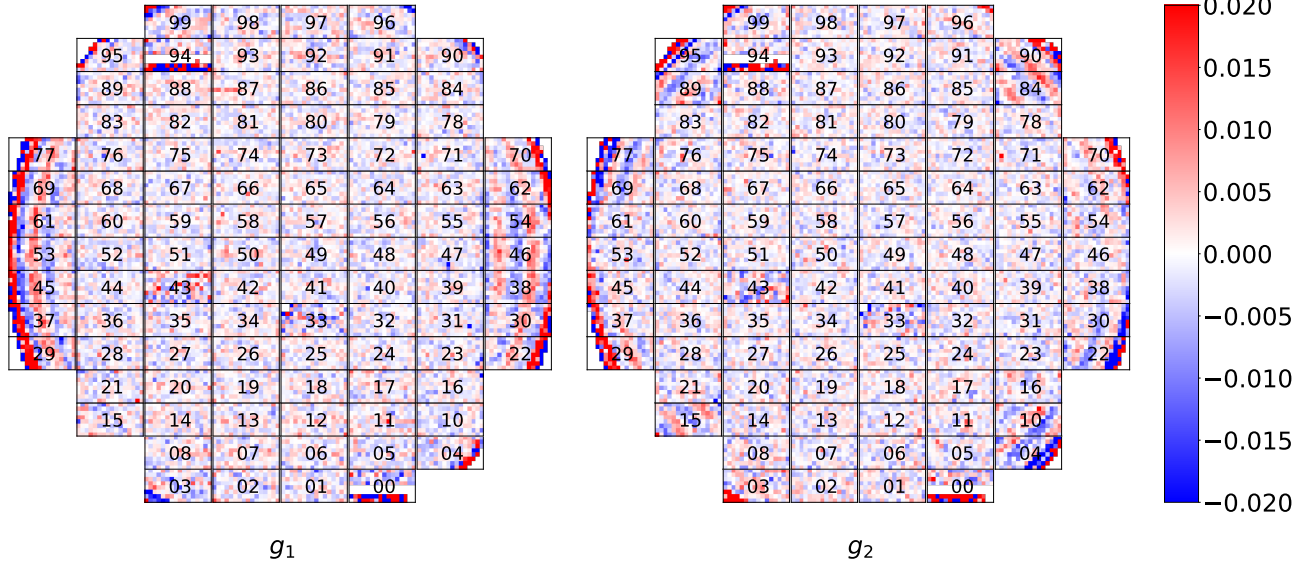 99 98 97 96
95 94 93 92 91 90
89 88 87 86 85 84
83 82 81 80 79 78
77 76 75 74 73 72 71 70
69 68 67 66 65 64 63 62
61 60 59 58 57 56 55 54
53 52 51 50 49 48 47 46
45 44 43 42 41 40 39 38
37 36 35 34 33 32 31 30
29 28 27 26 25 24 23 22
21 20 19 18 17 16
15 14 13 12 11 10
08 07 06 05 04
03 02 01 00
g₁
99 98 97 96
95 94 93 92 91 90
89 88 87 86 85 84
83 82 81 80 79 78
77 76 75 74 73 72 71 70
69 68 67 66 65 64 63 62
61 60 59 58 57 56 55 54
53 52 51 50 49 48 47 46
45 44 43 42 41 40 39 38
37 36 35 34 33 32 31 30
29 28 27 26 25 24 23 22
21 20 19 18 17 16
15 14 13 12 11 10
08 07 06 05 04
03 02 01 00
g₂
0.020
0.015
0.010
0.005
0.000
−0.005
−0.010
−0.015
−0.020